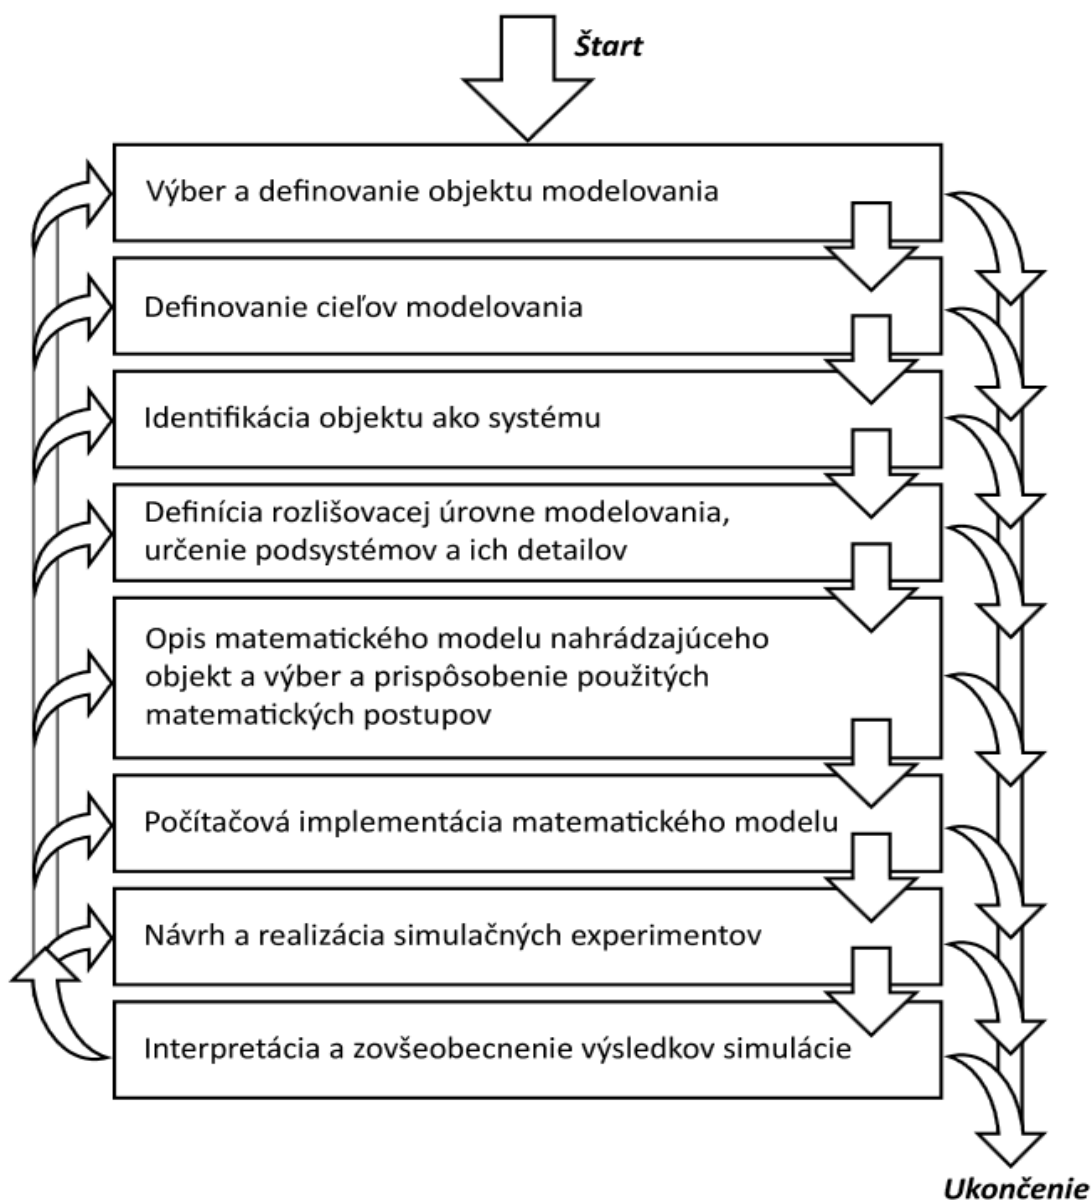 Štart
Výber a definovanie objektu modelovania
Definovanie cieľov modelovania
Identifikácia objektu ako systému
Definícia rozlišovacej úrovne modelovania,
určenie podsystémov a ich detailov
Opis matematického modelu nahrádzajúceho
objekt a výber a prispôsobenie použitých
matematických postupov
Počítačová implementácia matematického modelu
Návrh a realizácia simulačných experimentov
Interpretácia a zovšeobecnenie výsledkov simulácie
Ukončenie